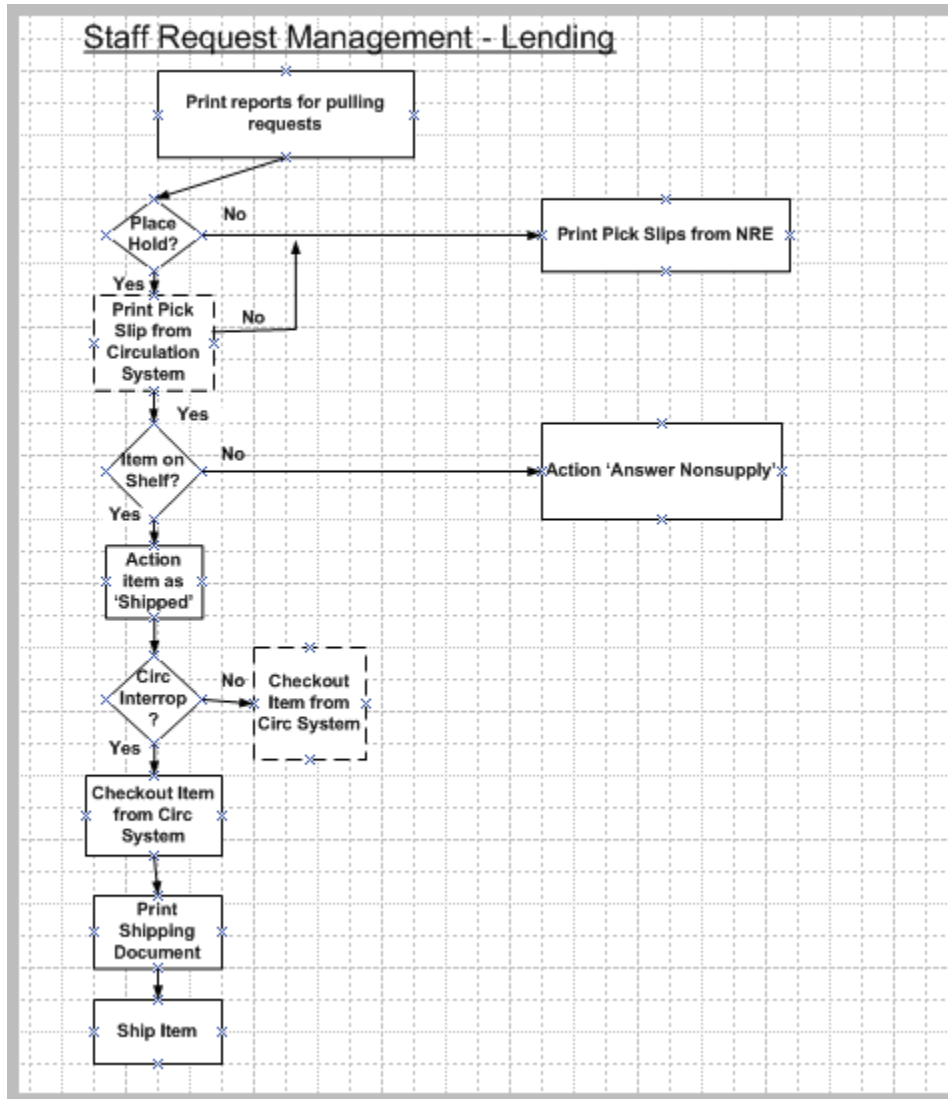 Staff Request Management - Lending
Print reports for pulling
requests
Place
Hold?
No
Print Pick Slips from NRE
Yes
Print Pick
Slip from
Circulation
System
No
Yes
Item on
Shelf?
No
Action ‘Answer Nonsupply’
Yes
Action
item as
‘Shipped’
Circ
Interrop
?
No
Checkout
Item from
Circ System
Yes
Checkout Item
from Circ
System
Print
Shipping
Document
Ship Item